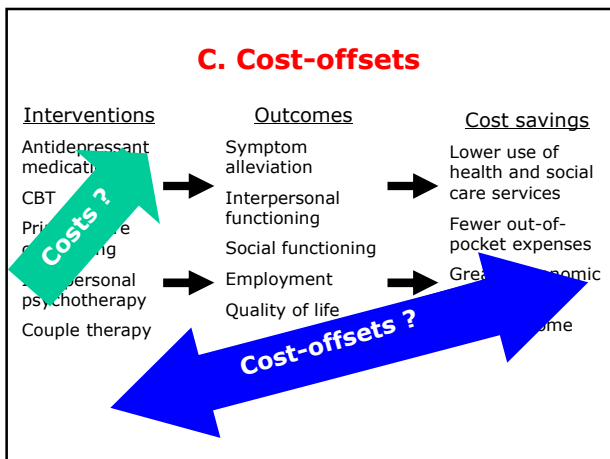 C. Cost-offsets
Interventions
Antidepressant
CBT
psychotherapy
Couple therapy
Costs ?
Outcomes
Symptom
alleviation
Interpersonal
functioning
Social functioning
Employment
Quality of life
Cost savings
Lower use of
health and social
care services
Fewer out-of-
pocket expenses
Cost-offsets ?